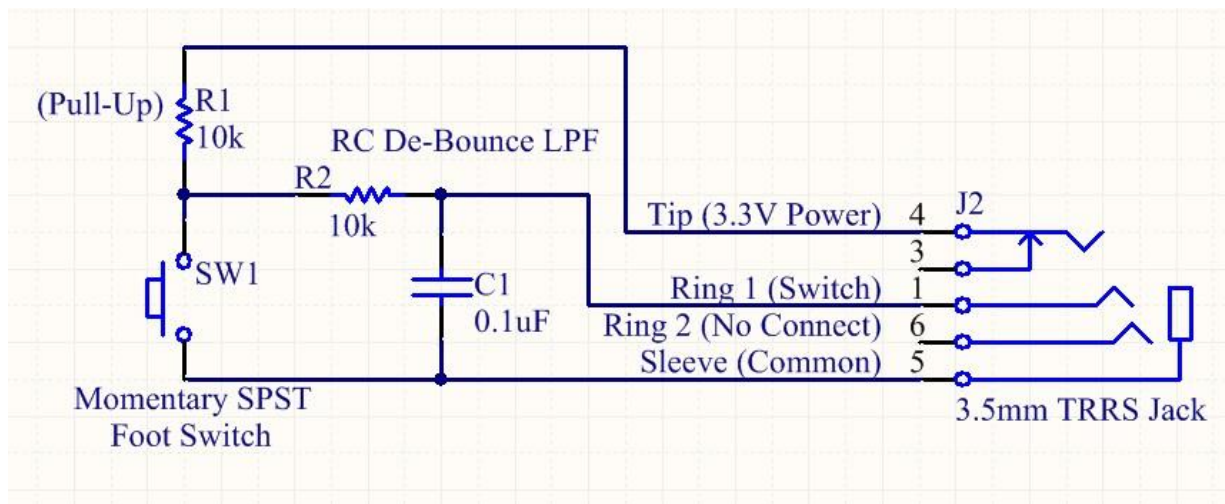 (Pull-Up)
R1
10k
RC De-Bounce LPF
R2
10k
SW1
C1
0.1uF
Momentary SPST
Foot Switch
Tip (3.3V Power) 4
J2
3
Ring 1 (Switch) 1
Ring 2 (No Connect) 6
Sleeve (Common) 5
3.5mm TRRS Jack